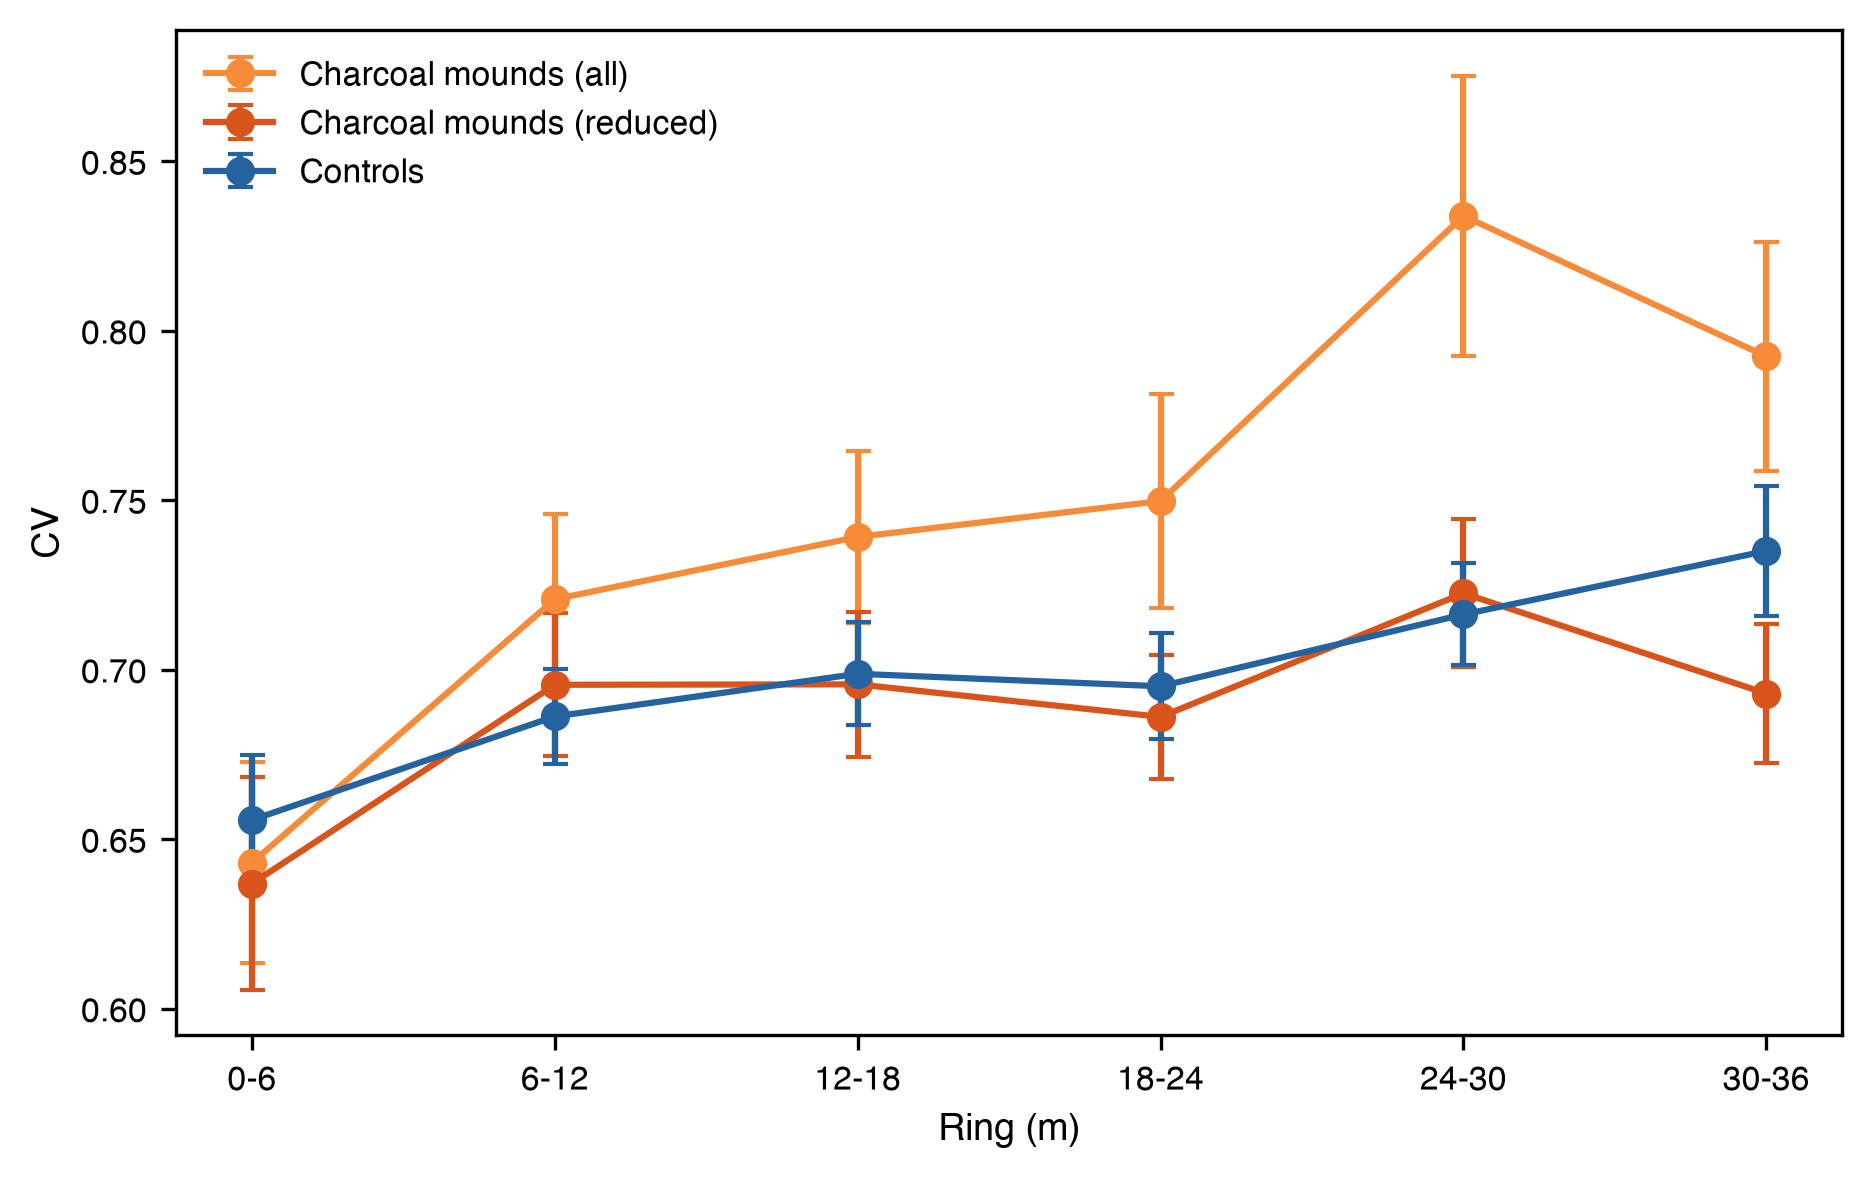 Charcoal mounds (all)
Charcoal mounds (reduced)
Controls
0.85
0.80
0.75
0.70
0.65
0.60
CV
0-6
6-12
12-18
18-24
24-30
30-36
Ring (m)